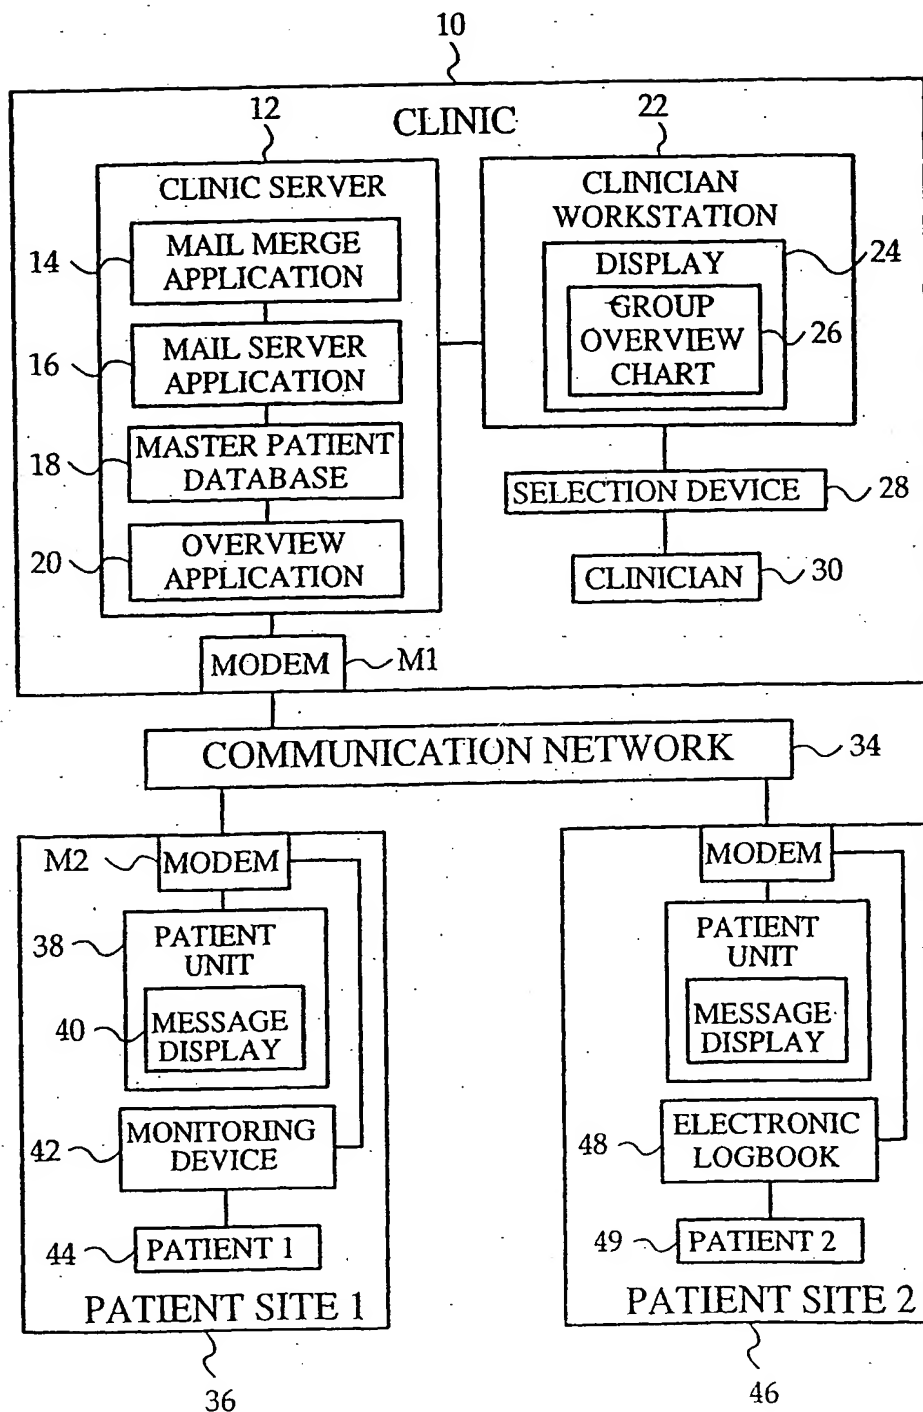 10
CLINIC
12
22
CLINIC SERVER
14
MAIL MERGE
APPLICATION
16
MAIL SERVER
APPLICATION
18
MASTER PATIENT
DATABASE
20
OVERVIEW
APPLICATION
CLINICIAN
WORKSTATION
DISPLAY
24
GROUP
OVERVIEW
CHART
26
SELECTION DEVICE
28
CLINICIAN
30
MODEM
M1
COMMUNICATION NETWORK
34
M2
MODEM
38
PATIENT
UNIT
40
MESSAGE
DISPLAY
42
MONITORING
DEVICE
44
PATIENT 1
PATIENT SITE 1
36
MODEM
PATIENT
UNIT
MESSAGE
DISPLAY
48
ELECTRONIC
LOGBOOK
49
PATIENT 2
PATIENT SITE 2
46